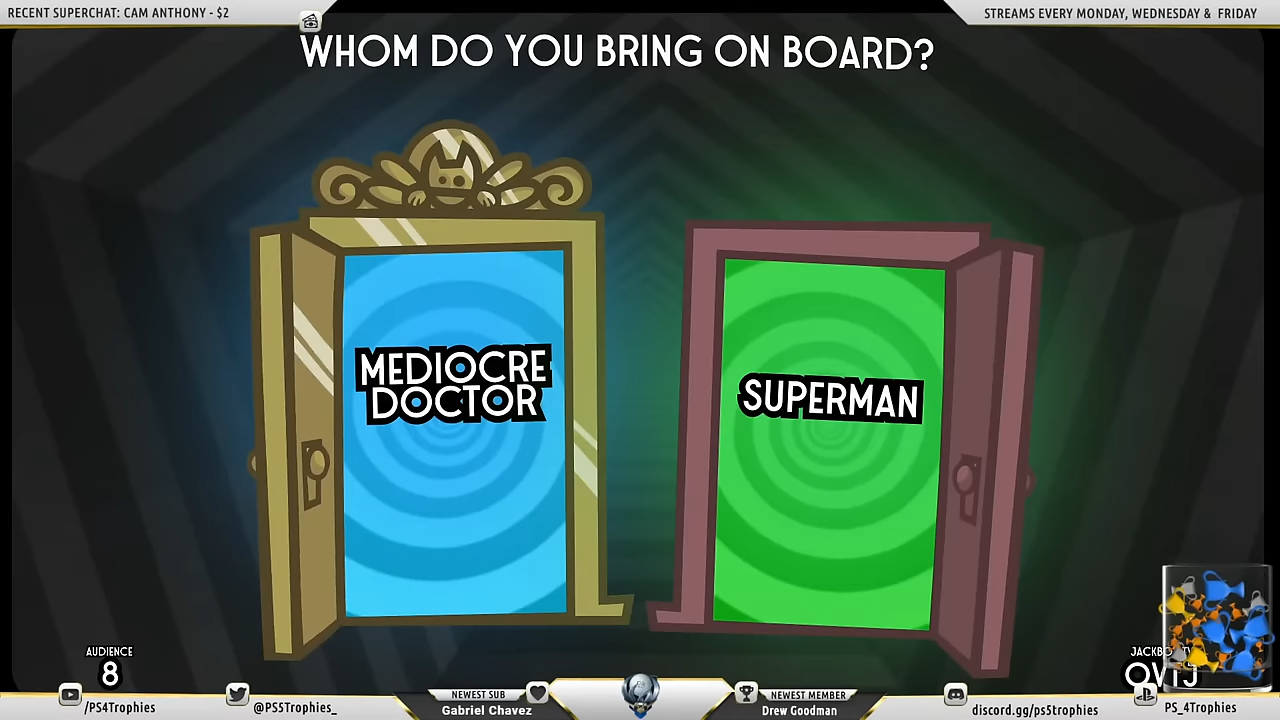 RECENT SUPERCHAT: CAM ANTHONY - $2
STREAMS EVERY MONDAY, WEDNESDAY & FRIDAY
WHOM DO YOU BRING ON BOARD?
MEDIOCRE
DOCTOR
SUPERMAN
AUDIENCE
8
/PS4Trophies
@PS5Trophies_
NEWEST SUB
Gabriel Chavez
NEWEST MEMBER
Drew Goodman
discord.gg/ps5trophies
PS_4Trophies